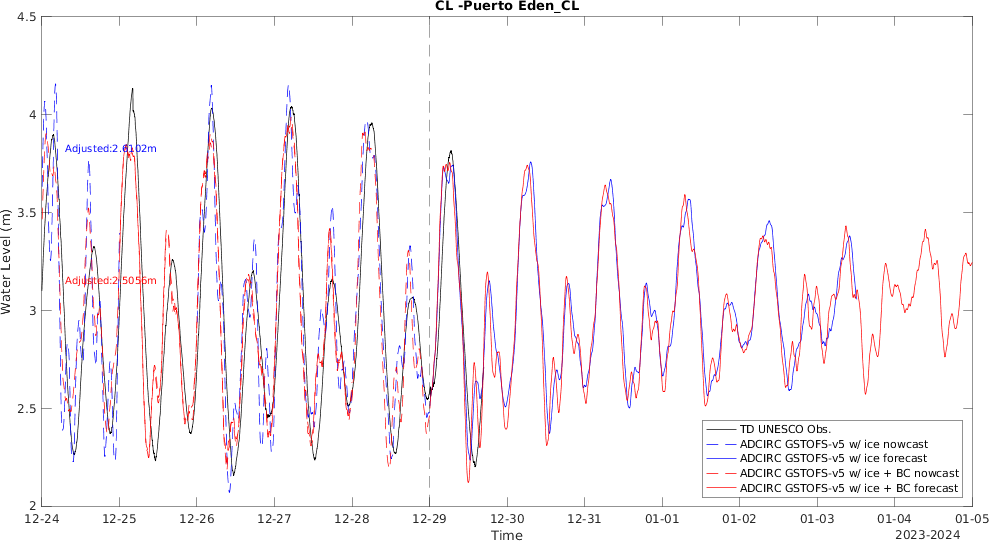 CL -Puerto Eden_CL
4.5
4
3.5
3
2.5
2
Water Level (m)
Adjusted:2.6102m
Adjusted:2.5056m
TD UNESCO Obs.
ADCIRC GSTOFS-v5 w/ ice nowcast
ADCIRC GSTOFS-v5 w/ ice forecast
ADCIRC GSTOFS-v5 w/ ice + BC nowcast
ADCIRC GSTOFS-v5 w/ ice + BC forecast
12-24 12-25 12-26 12-27 12-28 12-29 12-30 12-31 01-01 01-02 01-03 01-04 01-05
Time
2023-2024